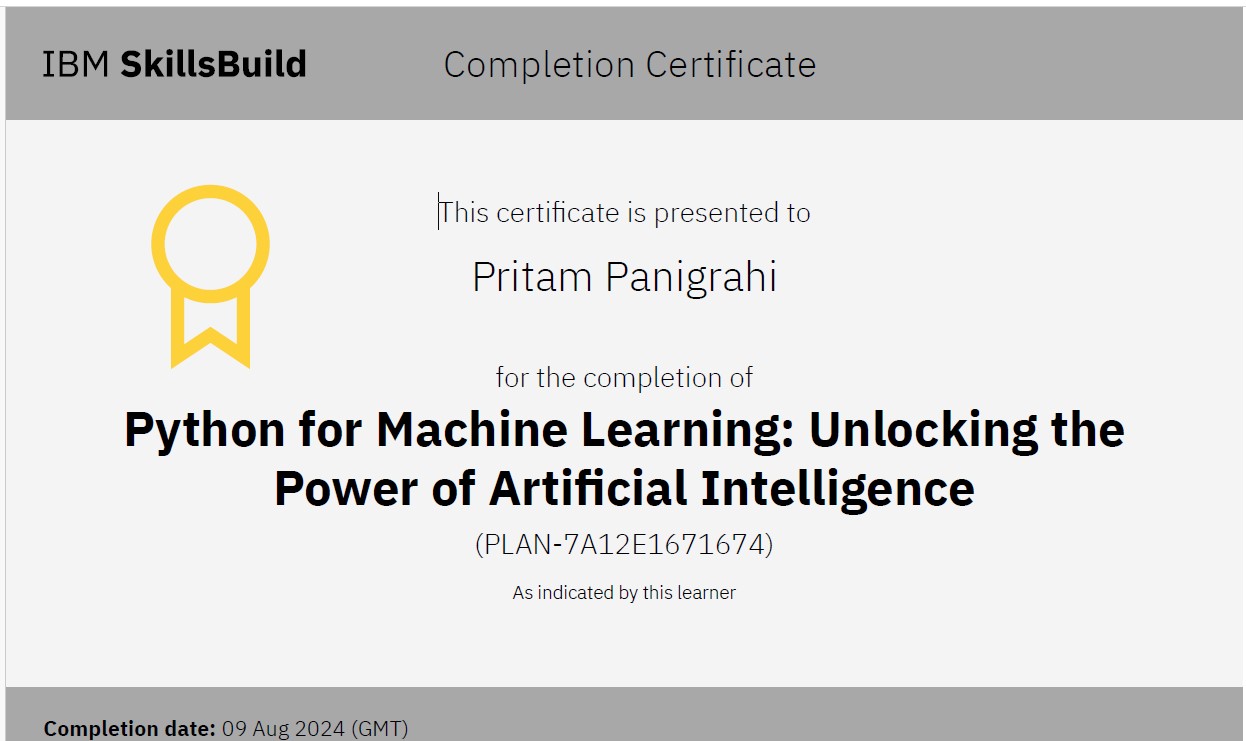 IBM SkillsBuild
Completion Certificate
This certificate is presented to
Pritam Panigrahi
for the completion of
Python for Machine Learning: Unlocking the
Power of Artificial Intelligence
(PLAN-7A12E1671674)
As indicated by this learner
Completion date: 09 Aug 2024 (GMT)